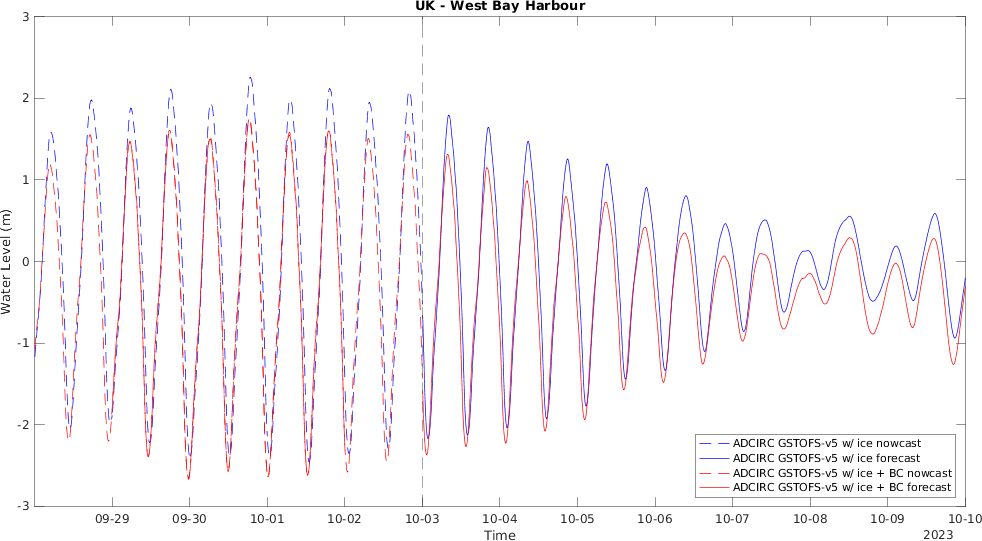 UK - West Bay Harbour
Water Level (m)
3
2
1
0
-1
-2
-3
ADCIRC GSTOFS-v5 w/ ice nowcast
ADCIRC GSTOFS-v5 w/ ice forecast
ADCIRC GSTOFS-v5 w/ ice + BC nowcast
ADCIRC GSTOFS-v5 w/ ice + BC forecast
09-29 09-30 10-01 10-02 10-03 10-04 10-05 10-06 10-07 10-08 10-09 10-10
Time
2023